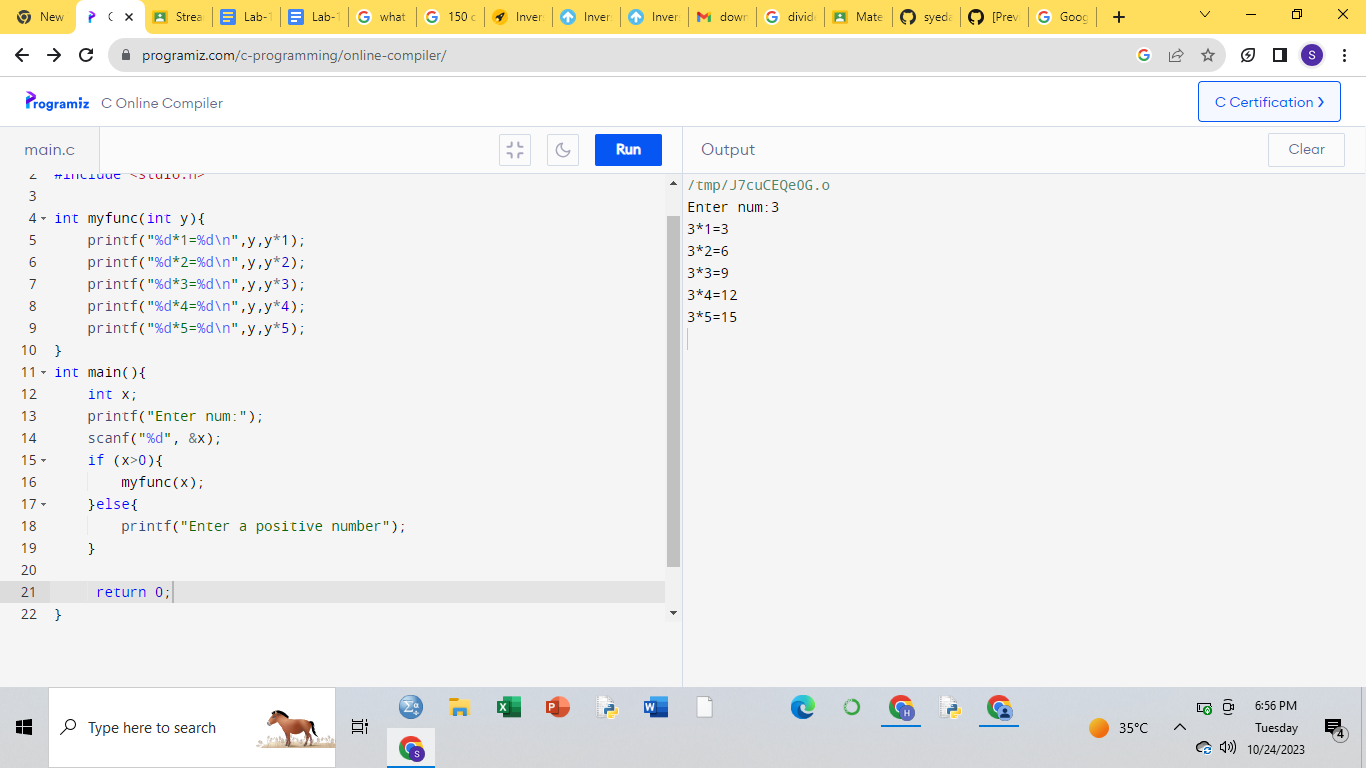 New
C
Strea
Lab-1
Lab-1
what
150 c
Inver
Inver
Inver
down
divid
Mate
syeda
[Prev
Goog
programiz.com/c-programming/online-compiler/
S
Programiz
C Online Compiler
C Certification ❯
main.c
Run
Output
Clear
2 #include <stdio.h>
3
4 int myfunc(int y){
5 printf("%d*1=%d\n",y,y*1);
6 printf("%d*2=%d\n",y,y*2);
7 printf("%d*3=%d\n",y,y*3);
8 printf("%d*4=%d\n",y,y*4);
9 printf("%d*5=%d\n",y,y*5);
10 }
11 int main(){
12 int x;
13 printf("Enter num:");
14 scanf("%d", &x);
15 if (x>0){
16 myfunc(x);
17 }else{
18 printf("Enter a positive number");
19 }
20
21 return 0;
22 }
/tmp/J7cuCEQeOG.o
Enter num:3
3*1=3
3*2=6
3*3=9
3*4=12
3*5=15
Type here to search
35°C
6:56 PM
Tuesday
10/24/2023
4